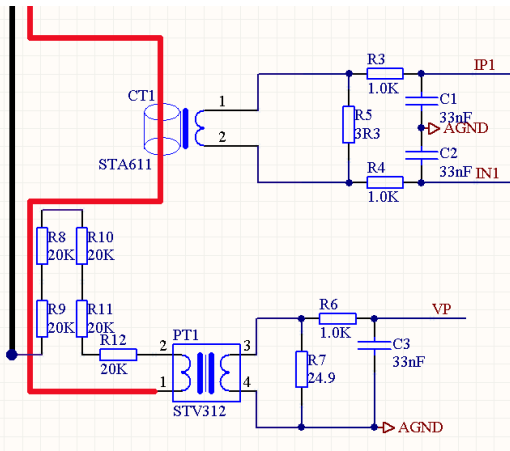 R3
IP1
1.0K
CT1
1
C1
R5
33nF
3R3
AGND
2
C2
STA611
R4
33nF
IN1
1.0K
R8
R10
20K
20K
R9
R11
20K
20K
R12
20K
PT1
2
3
1
4
STV312
R6
VP
1.0K
C3
R7
33nF
24.9
AGND